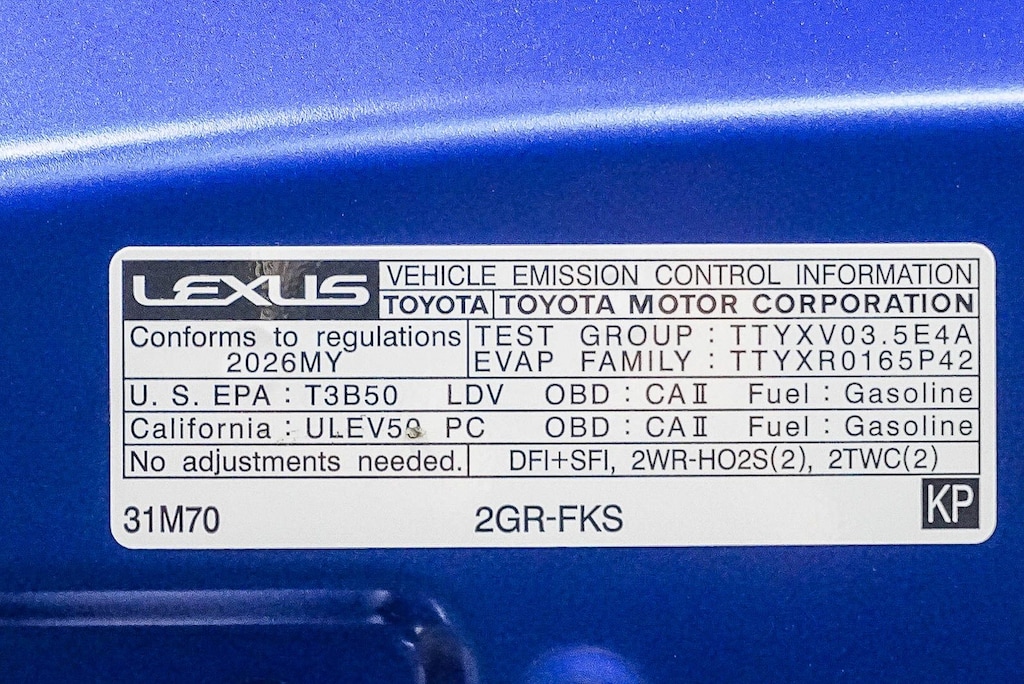 LEXUS
VEHICLE EMISSION CONTROL INFORMATION
TOYOTA TOYOTA MOTOR CORPORATION
Conforms to regulations
2026MY
TEST GROUP : TTYXV03.5E4A
EVAP FAMILY : TTYXR0165P42
U. S. EPA : T3B50 LDV OBD : CAⅡ Fuel : Gasoline
California : ULEV50 PC OBD : CAⅡ Fuel : Gasoline
No adjustments needed. DFI+SFI, 2WR-HO2S(2), 2TWC(2)
31M70 2GR-FKS KP